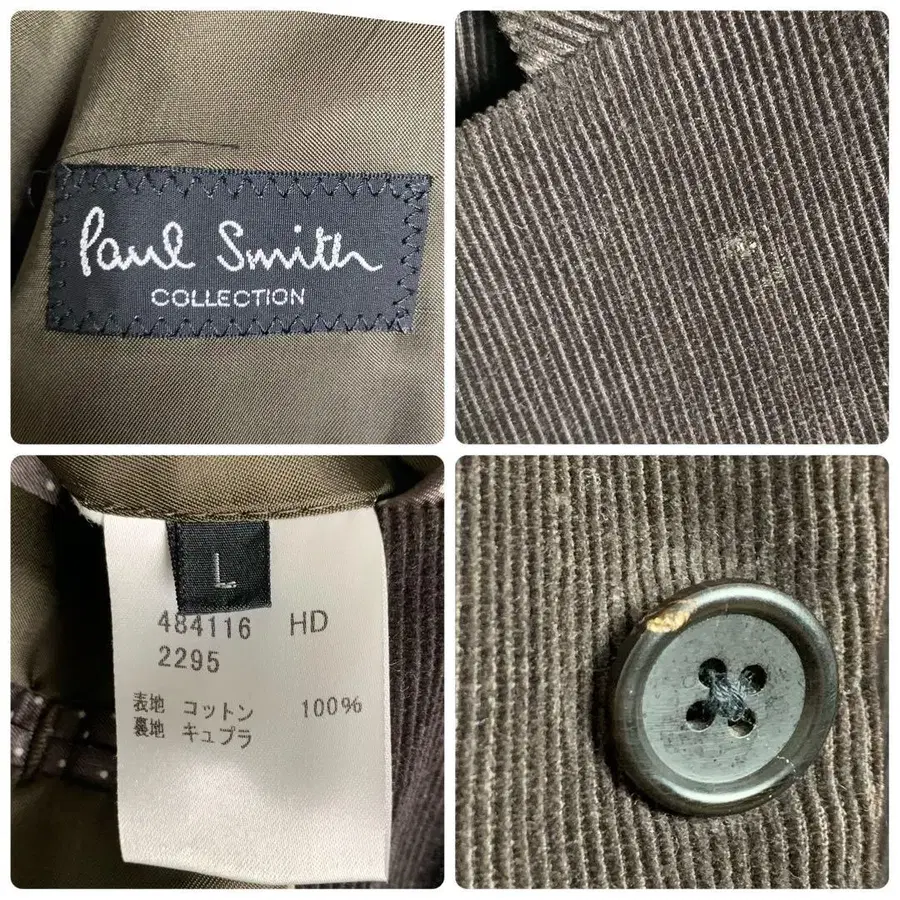 Paul Smith
COLLECTION
L
484116 HD
2295
表地 コットン 100%
裏地 キュプラ